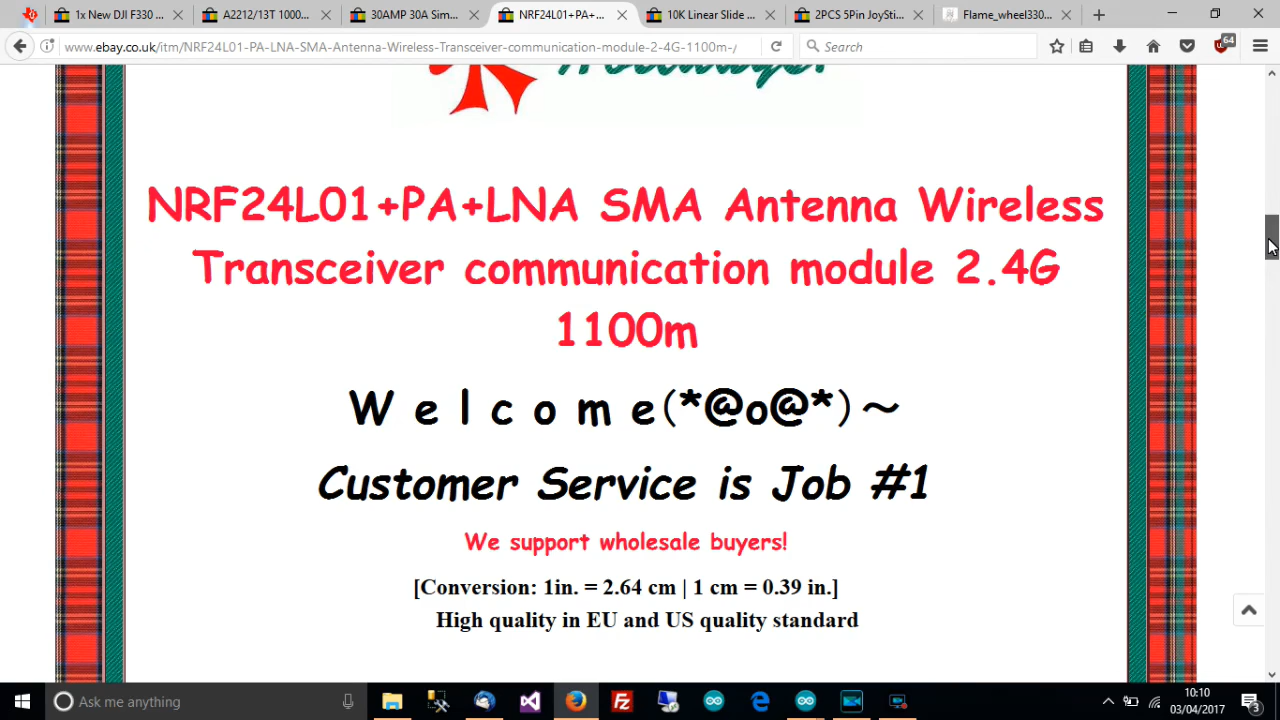 1x New DJI F330
A2212/13T 1000...
30AMP 30A Sim...
NRF24L01+PA+...
10K Linear Slide ...
2PCS 5Pin JoySti...
Flame_wheel330...
www.ebay.co.uk/itm/NRF24L01-PA-LNA-SMA-Antenna-Wireless-Transceiver-communication-module-2-4G-1100m-/
Search
64
NRF24L01+PA+LNA SMA Antenna Wireless
Transceiver communication module 2.4G
1100m
W e l c o m e(*@o@*)~
Customer Service is Job #1
We support wholesale buyers!
[Conversion: 1in. = 2.64 cm | 1 cm = 0.39 in.]
High quality in EU and US quality standard
Ask me anything
10:10
03/04/2017
3